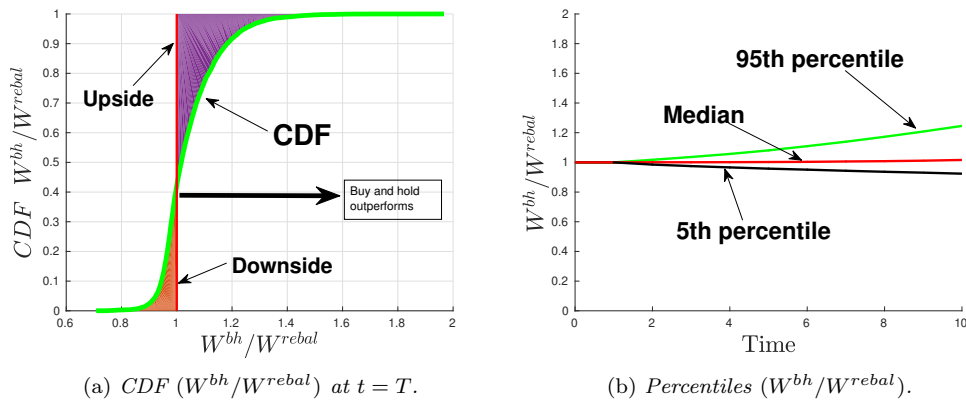 1
0.9
0.8
0.7
0.6
0.5
0.4
0.3
0.2
0.1
0
0.6
0.8
1
1.2
1.4
1.6
1.8
2
CDF W^{bh}/W^{rebal}
W^{bh}/W^{rebal}
Upside
CDF
Buy and hold
outperforms
Downside
(a) CDF (W^{bh}/W^{rebal}) at t = T.
2
1.8
1.6
1.4
1.2
1
0.8
0.6
0.4
0.2
0
0
2
4
6
8
10
W^{bh}/W^{rebal}
Time
95th percentile
Median
5th percentile
(b) Percentiles (W^{bh}/W^{rebal}).